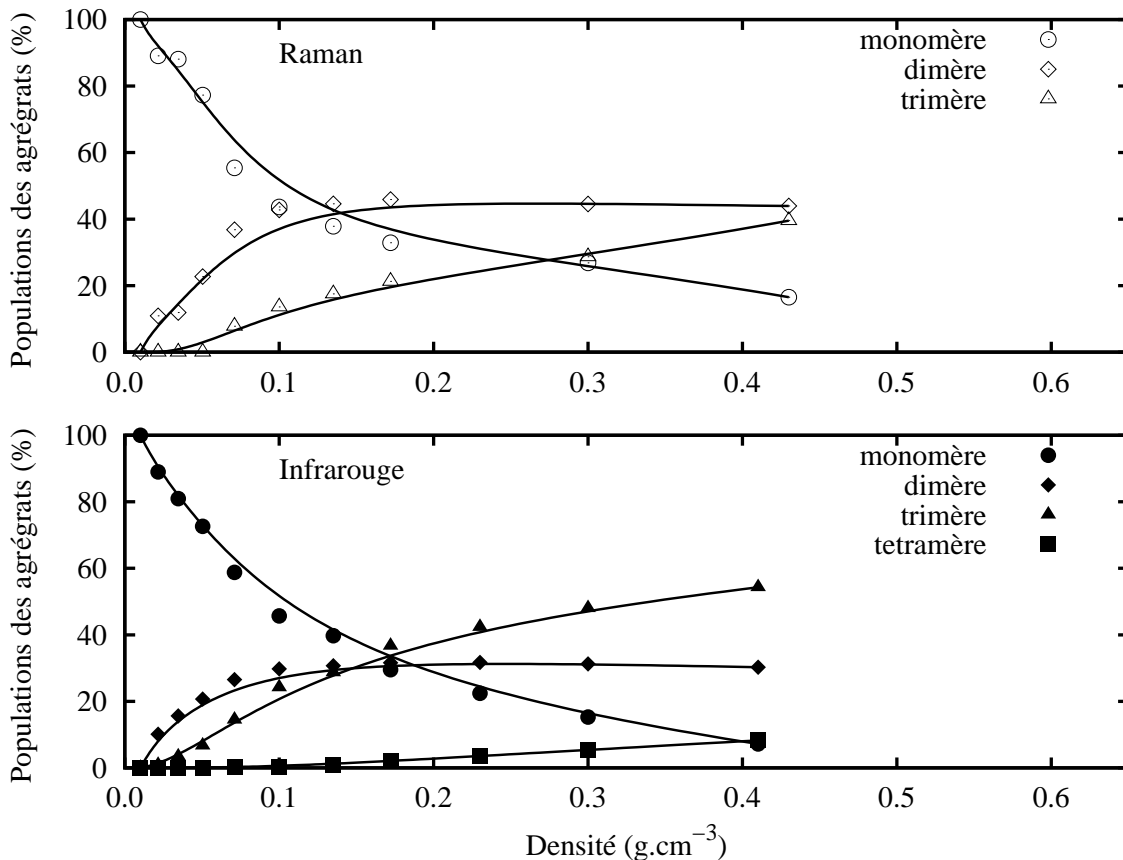 Populations des agrégrats (%)
100
80
60
40
20
0
Raman
monomère
dimère
trimère
0.0 0.1 0.2 0.3 0.4 0.5 0.6
Populations des agrégrats (%)
100
80
60
40
20
0
Infrarouge
monomère
dimère
trimère
tetramère
0.0 0.1 0.2 0.3 0.4 0.5 0.6
Densité (g.cm−3)